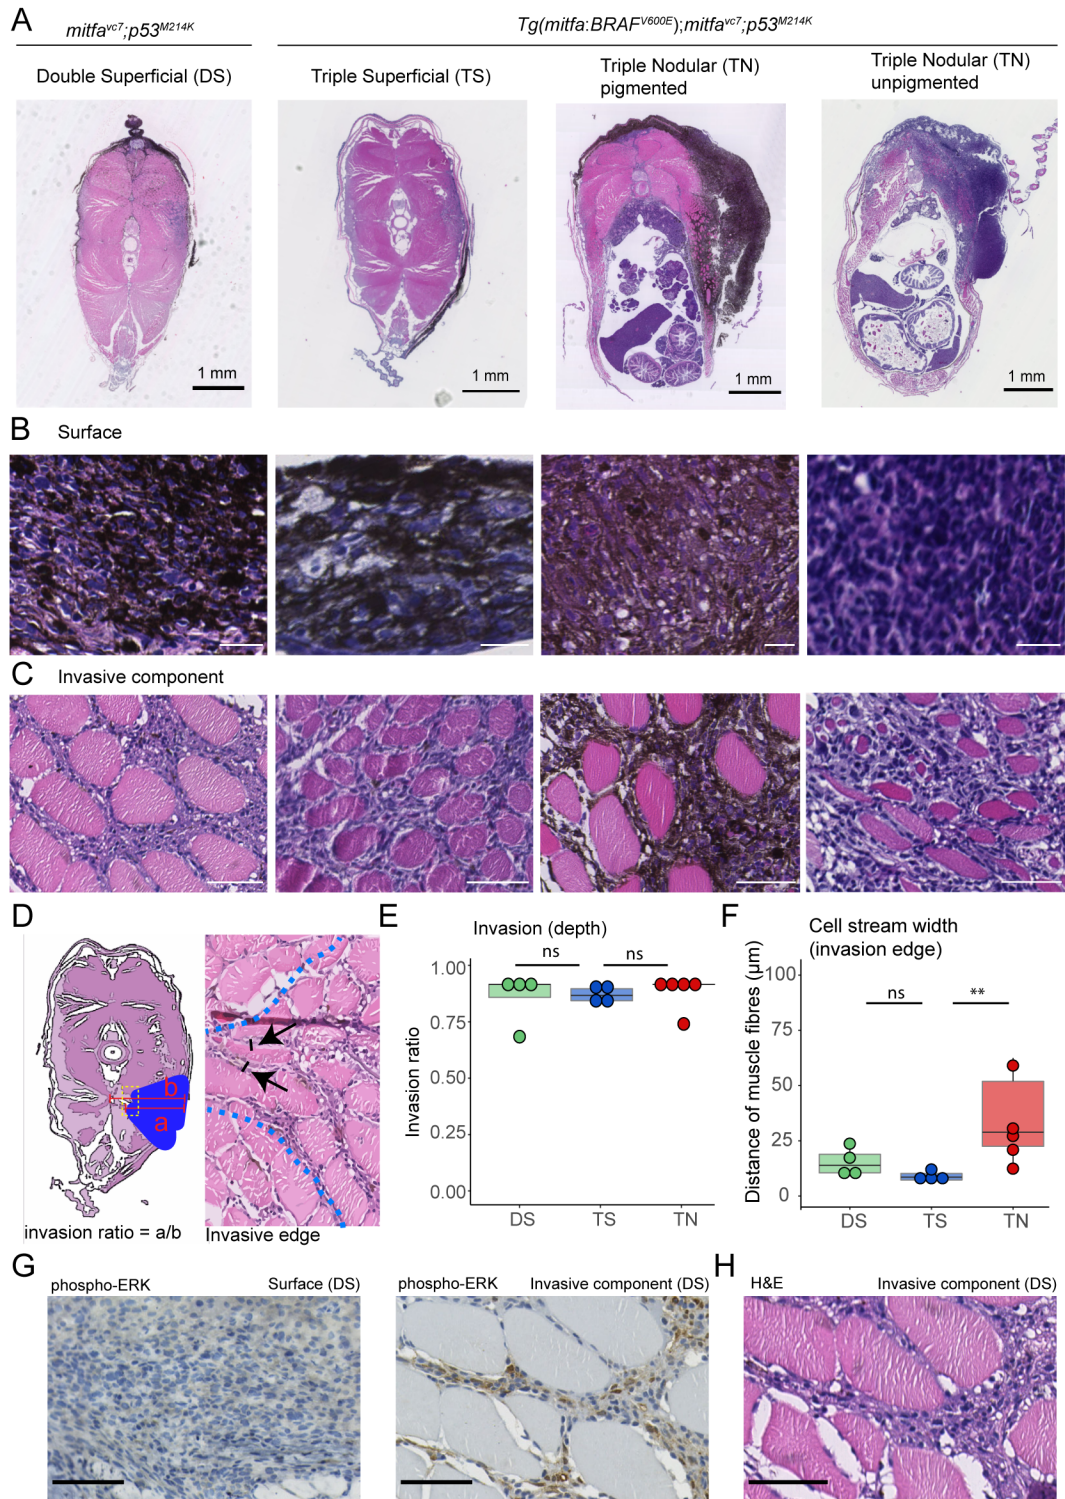 A
mitfa^vc7;p53^M214K
Tg(mitfa:BRAF^V600E);mitfa^vc7;p53^M214K
Double Superficial (DS)
Triple Superficial (TS)
Triple Nodular (TN)
pigmented
Triple Nodular (TN)
unpigmented
1 mm
1 mm
1 mm
1 mm
B Surface
C Invasive component
D
b
a
invasion ratio = a/b
Invasive edge
E
Invasion (depth)
ns
ns
1.00
0.75
0.50
0.25
0.00
Invasion ratio
DS TS TN
F
Cell stream width
(invasion edge)
ns
**
100
75
50
25
0
Distance of muscle fibres (µm)
DS TS TN
G
phospho-ERK Surface (DS)
phospho-ERK Invasive component (DS)
H
H&E Invasive component (DS)